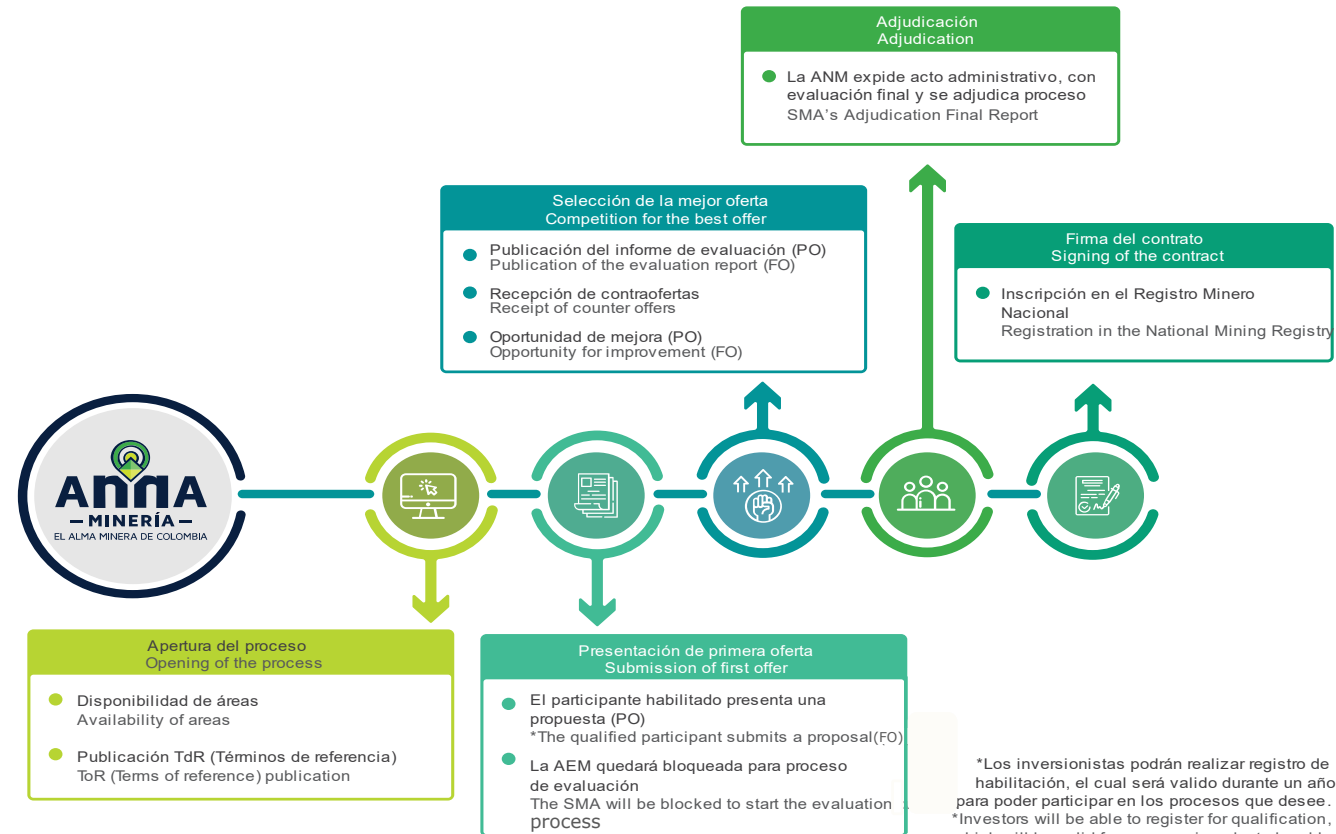 Adjudicación
Adjudication
La ANM expide acto administrativo, con
evaluación final y se adjudica proceso
SMA's Adjudication Final Report
Selección de la mejor oferta
Competition for the best offer
Publicación del informe de evaluación (PO)
Publication of the evaluation report (FO)
Recepción de contraofertas
Receipt of counter offers
Oportunidad de mejora (PO)
Opportunity for improvement (FO)
Firma del contrato
Signing of the contract
Inscripción en el Registro Minero
Nacional
Registration in the National Mining Registry
ANNA
MINERÍA
EL ALMA MINERA DE COLOMBIA
Apertura del proceso
Opening of the process
Disponibilidad de áreas
Availability of areas
Publicación TdR (Términos de referencia)
ToR (Terms of reference) publication
Presentación de primera oferta
Submission of first offer
El participante habilitado presenta una
propuesta (PO)
*The qualified participant submits a proposal(FO)
La AEM quedará bloqueada para proceso
de evaluación
The SMA will be blocked to start the evaluation
process
*Los inversionistas podrán realizar registro de
habilitación, el cual será valido durante un año
para poder participar en los procesos que desee.
*Investors will be able to register for qualification,